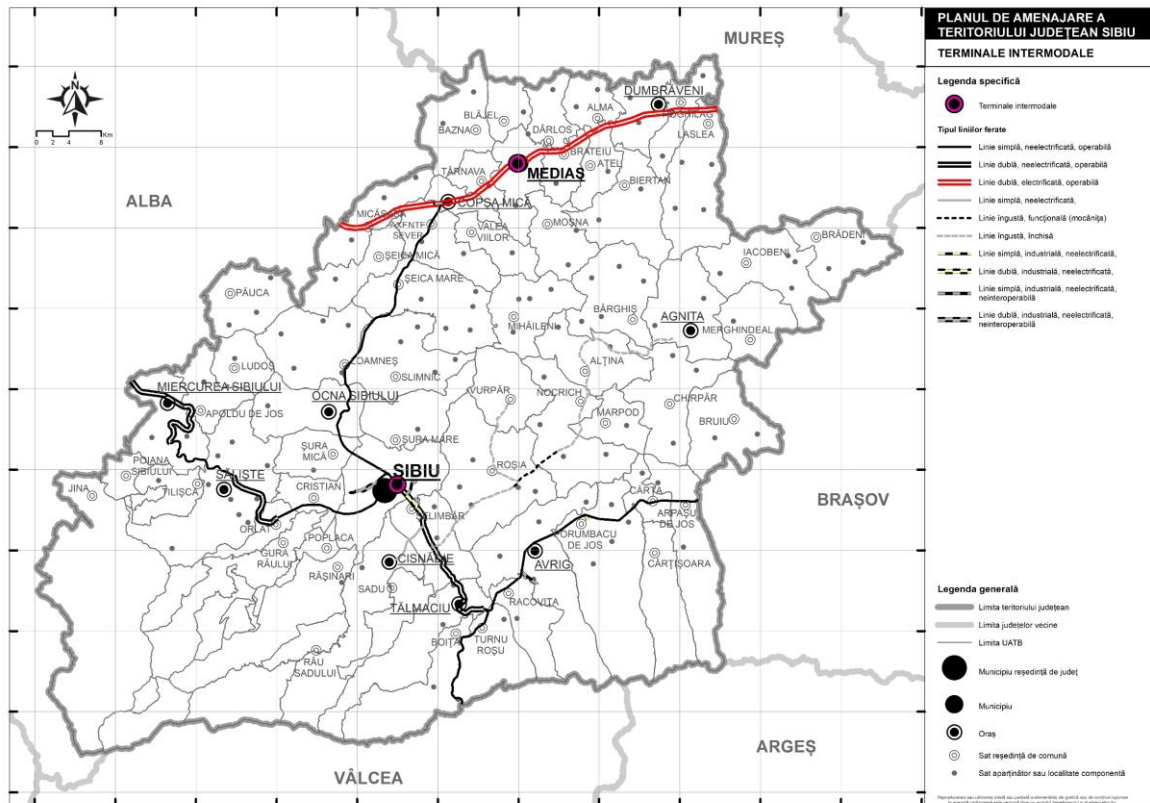 PLANUL DE AMENAJARE A
TERITORIULUI JUDEȚEAN SIBIU
TERMINALE INTERMODALE
Legenda specifică
Terminale intermodale
Tipul liniilor ferate
Linie simplă, neelectrificată, operabilă
Linie dublă, neelectrificată, operabilă
Linie dublă, electrificată, operabilă
Linie simplă, neelectrificată,
Linie îngustă, funcțională (mocănița)
Linie îngustă, închisă
Linie simplă, industrială, neelectrificată,
Linie dublă, industrială, neelectrificată,
Linie simplă, industrială, neelectrificată,
neinteroperabilă
Linie dublă, industrială, neelectrificată,
neinteroperabilă
Legenda generală
Limita teritoriului județean
Limita județelor vecine
Limita UATB
Municipiu reședință de județ
Municipiu
Oraș
Sat reședință de comună
Sat aparținător sau localitate componentă
N
0 2 4 8
Km
MUREȘ
ALBA
BRAȘOV
ARGEȘ
VÂLCEA
DUMBRĂVENI
HOGHILAG
ALMA
BLĂJEL
BAZNA
DÂRLOS
LASLEA
BRATEIU
AȚEL
MEDIAȘ
TÂRNAVA
BIERTAN
COPȘA MICĂ
MICĂSASA
AXENTE
SEVER
VALEA
VIILOR
MOȘNA
BRĂDENI
IACOBENI
ȘEICA MICĂ
ȘEICA MARE
PĂUCA
MIHĂILENI
BÂRGHIȘ
AGNITA
MERGHINDEAL
LUDOȘ
LOAMNEȘ
SLIMNIC
ALȚINA
MIERCUREA SIBIULUI
OCNA SIBIULUI
VURPĂR
NOCRICH
CHIRPĂR
APOLDU DE JOS
MARPOD
BRUIU
ȘURA MARE
ȘURA
MICĂ
POIANA
SIBIULUI
SĂLIȘTE
SIBIU
ROȘIA
JINA
TILIȘCA
CRISTIAN
CÂRȚA
ARPAȘU
DE JOS
ORLAT
ȘELIMBĂR
PORUMBACU
DE JOS
GURA
RÂULUI
POPLACA
RĂȘINARI
CISNĂDIE
AVRIG
CÂRȚIȘOARA
SADU
TĂLMACIU
RACOVIȚA
BOIȚA
TURNU
ROȘU
RÂU
SADULUI